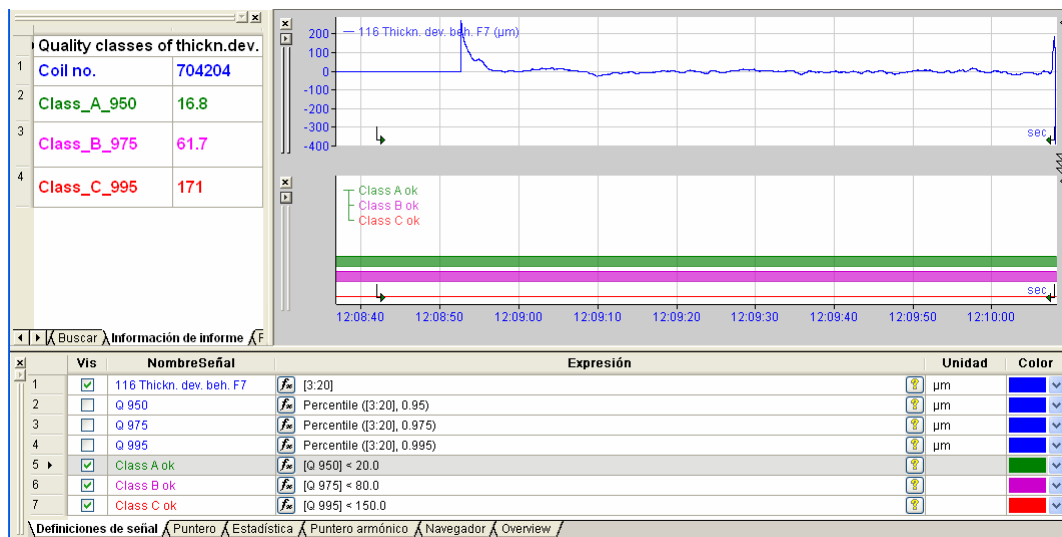 Quality classes of thickn.dev.
1 Coil no. 704204
2 Class_A_950 16.8
3 Class_B_975 61.7
4 Class_C_995 171
Buscar Información de informe F
116 Thickn. dev. beh. F7 (µm)
200
100
0
-100
-200
-300
-400
sec
Class A ok
Class B ok
Class C ok
sec
12:08:40 12:08:50 12:09:00 12:09:10 12:09:20 12:09:30 12:09:40 12:09:50 12:10:00
Vis NombreSeñal Expresión Unidad Color
1 116 Thickn. dev. beh. F7 fx [3:20] ? µm
2 Q 950 fx Percentile ([3:20], 0.95) ? µm
3 Q 975 fx Percentile ([3:20], 0.975) ? µm
4 Q 995 fx Percentile ([3:20], 0.995) ? µm
5 Class A ok fx [Q 950] < 20.0 ?
6 Class B ok fx [Q 975] < 80.0 ?
7 Class C ok fx [Q 995] < 150.0 ?
Definiciones de señal Puntero Estadística Puntero armónico Navegador Overview